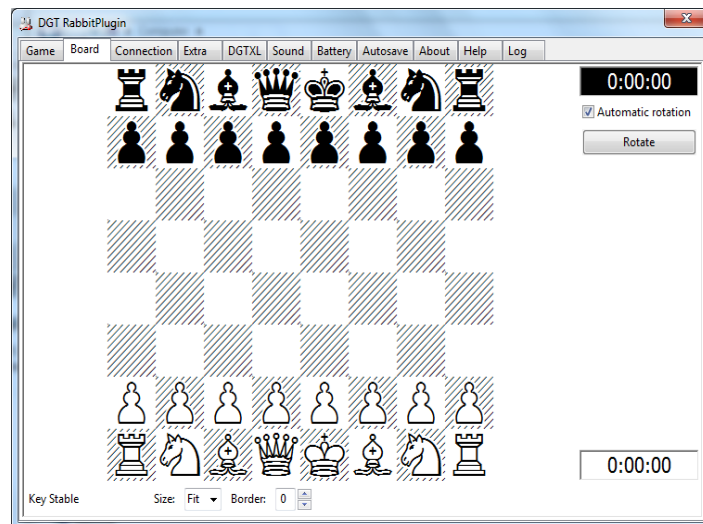 DGT RabbitPlugin
Game Board Connection Extra DGTXL Sound Battery Autosave About Help Log
0:00:00
Automatic rotation
Rotate
0:00:00
Key Stable Size: Fit Border: 0